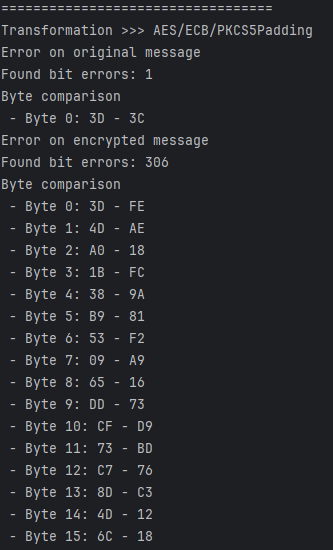 ==================================
Transformation >>> AES/ECB/PKCS5Padding
Error on original message
Found bit errors: 1
Byte comparison
 - Byte 0: 3D - 3C
Error on encrypted message
Found bit errors: 306
Byte comparison
 - Byte 0: 3D - FE
 - Byte 1: 4D - AE
 - Byte 2: A0 - 18
 - Byte 3: 1B - FC
 - Byte 4: 38 - 9A
 - Byte 5: B9 - 81
 - Byte 6: 53 - F2
 - Byte 7: 09 - A9
 - Byte 8: 65 - 16
 - Byte 9: DD - 73
 - Byte 10: CF - D9
 - Byte 11: 73 - BD
 - Byte 12: C7 - 76
 - Byte 13: 8D - C3
 - Byte 14: 4D - 12
 - Byte 15: 6C - 18